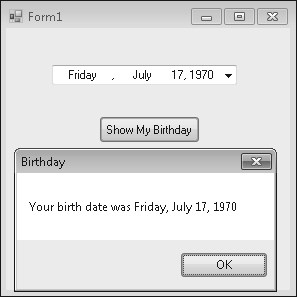 Form1
Friday , July 17, 1970
Show My Birthday
Birthday
Your birth date was Friday, July 17, 1970
OK